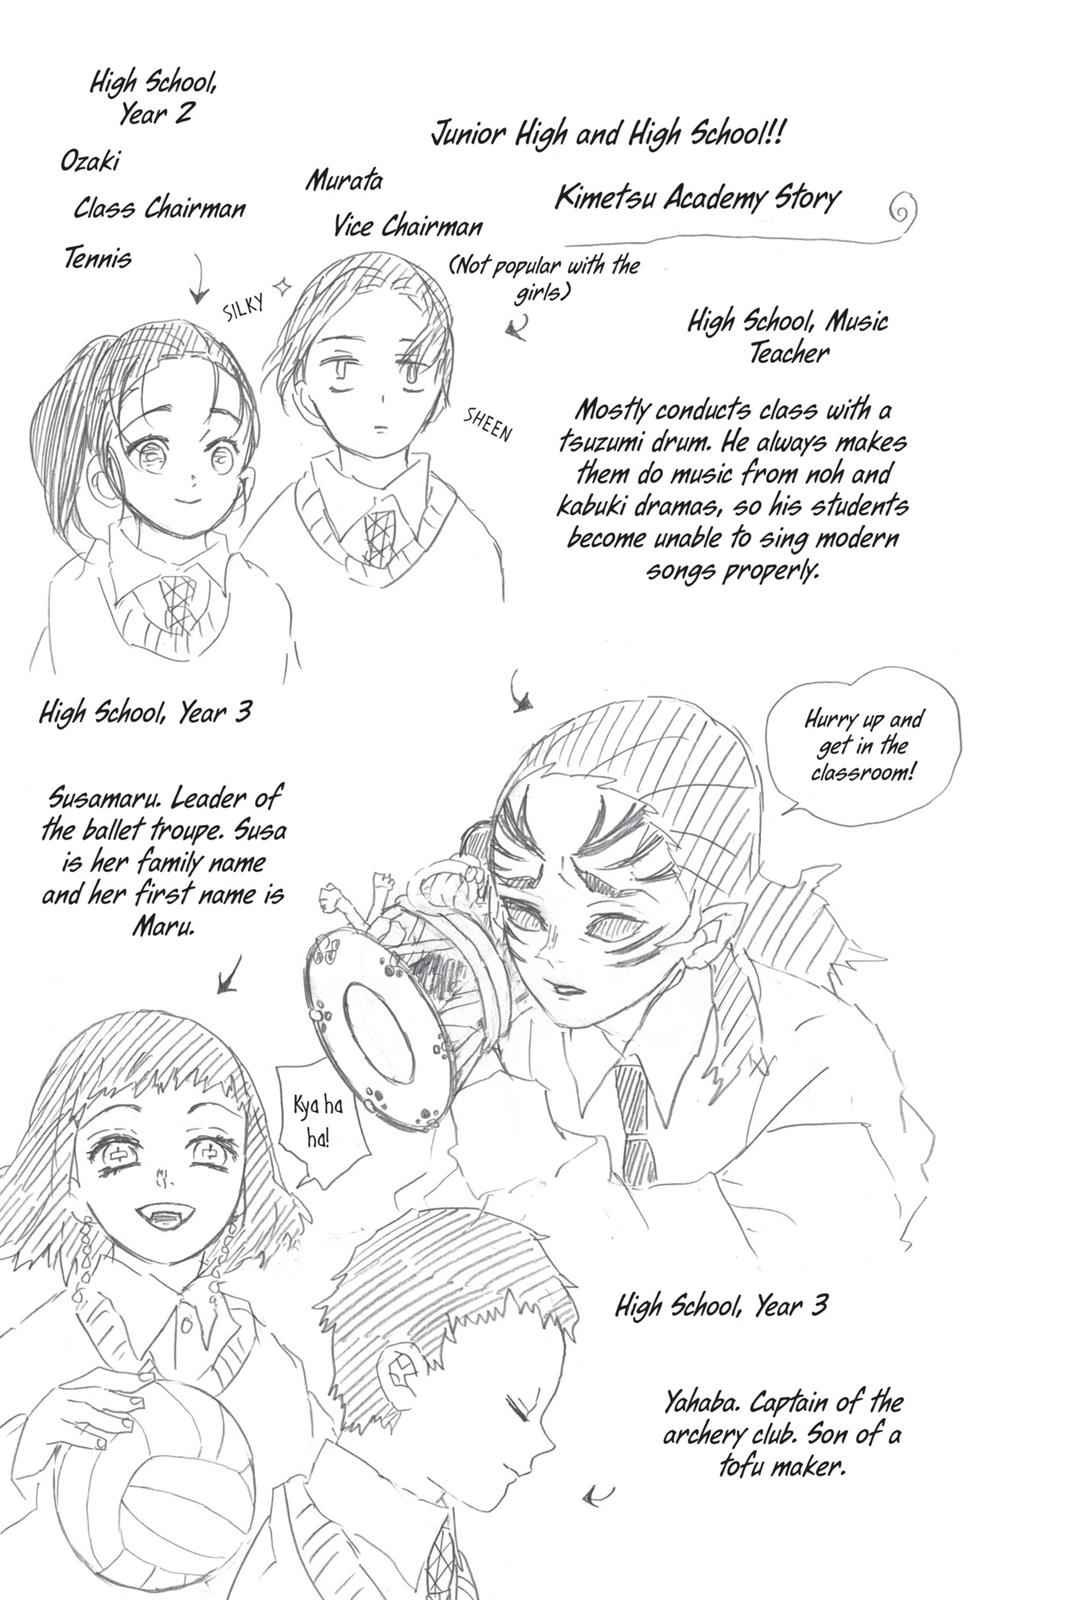 High School,
Year 2
Ozaki
Class Chairman
Tennis
Murata
Vice Chairman
(Not popular with the
girls)
Junior High and High School!!
Kimetsu Academy Story
SILKY
SHEEN
High School, Music
Teacher
Mostly conducts class with a
tsuzumi drum. He always makes
them do music from noh and
kabuki dramas, so his students
become unable to sing modern
songs properly.
Hurry up and
get in the
classroom!
High School, Year 3
Susamaru. Leader of
the ballet troupe. Susa
is her family name
and her first name is
Maru.
Kya ha
ha!
High School, Year 3
Yahaba. Captain of the
archery club. Son of a
tofu maker.